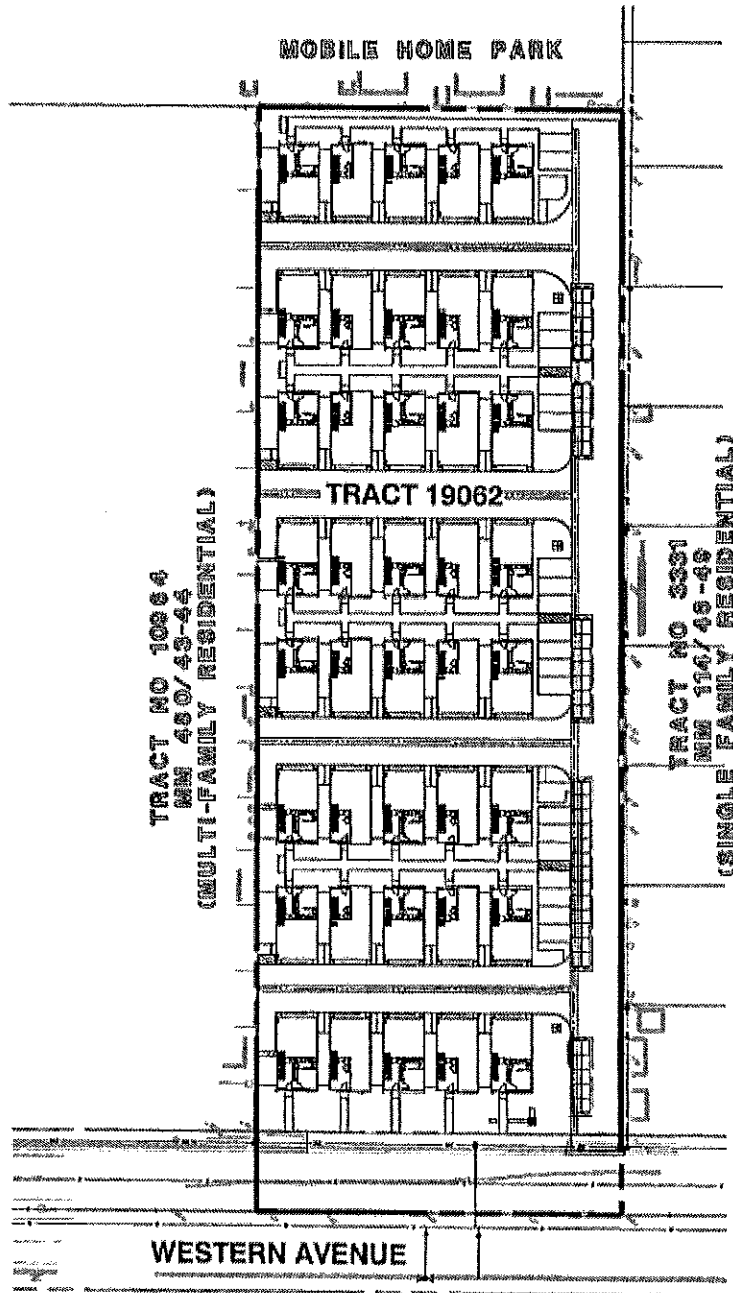 MOBILE HOME PARK
TRACT 19062
TRACT NO 10964
MM 450/43-44
(MULTI-FAMILY RESIDENTIAL)
TRACT NO 3331
MM 114/45-49
(SINGLE FAMILY RESIDENTIAL)
WESTERN AVENUE